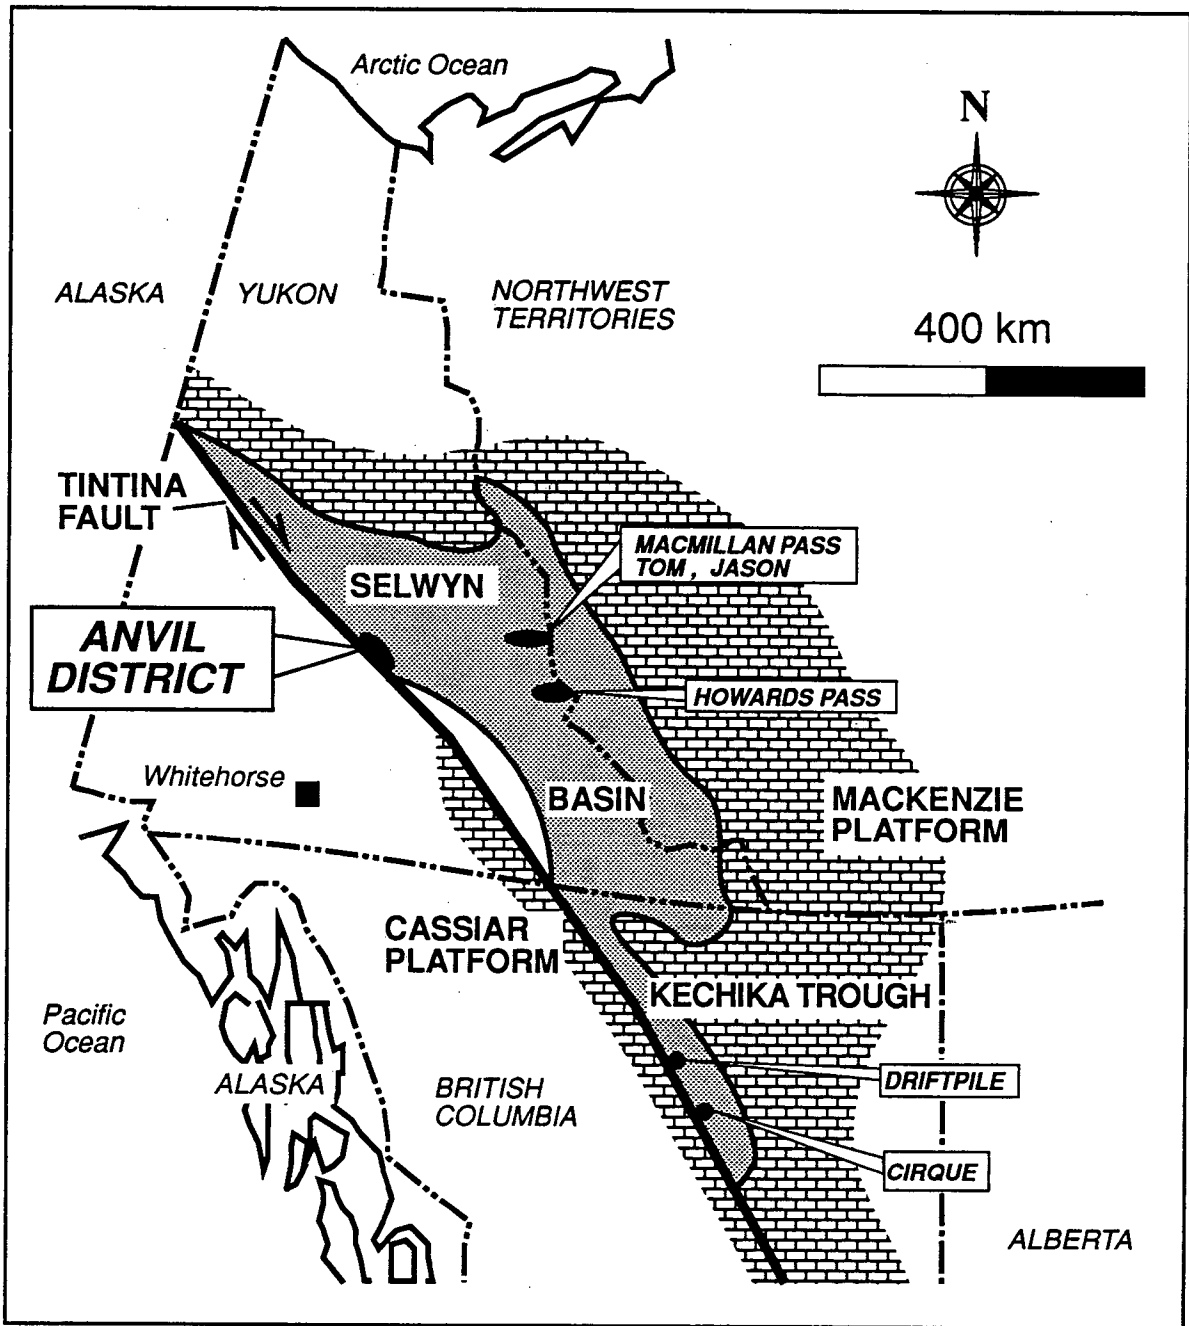 Arctic Ocean
N
ALASKA
YUKON
NORTHWEST
TERRITORIES
400 km
TINTINA
FAULT
MACMILLAN PASS
TOM , JASON
SELWYN
ANVIL
DISTRICT
HOWARDS PASS
Whitehorse
BASIN
MACKENZIE
PLATFORM
CASSIAR
PLATFORM
KECHIKA TROUGH
Pacific
Ocean
ALASKA
BRITISH
COLUMBIA
DRIFTPILE
CIRQUE
ALBERTA